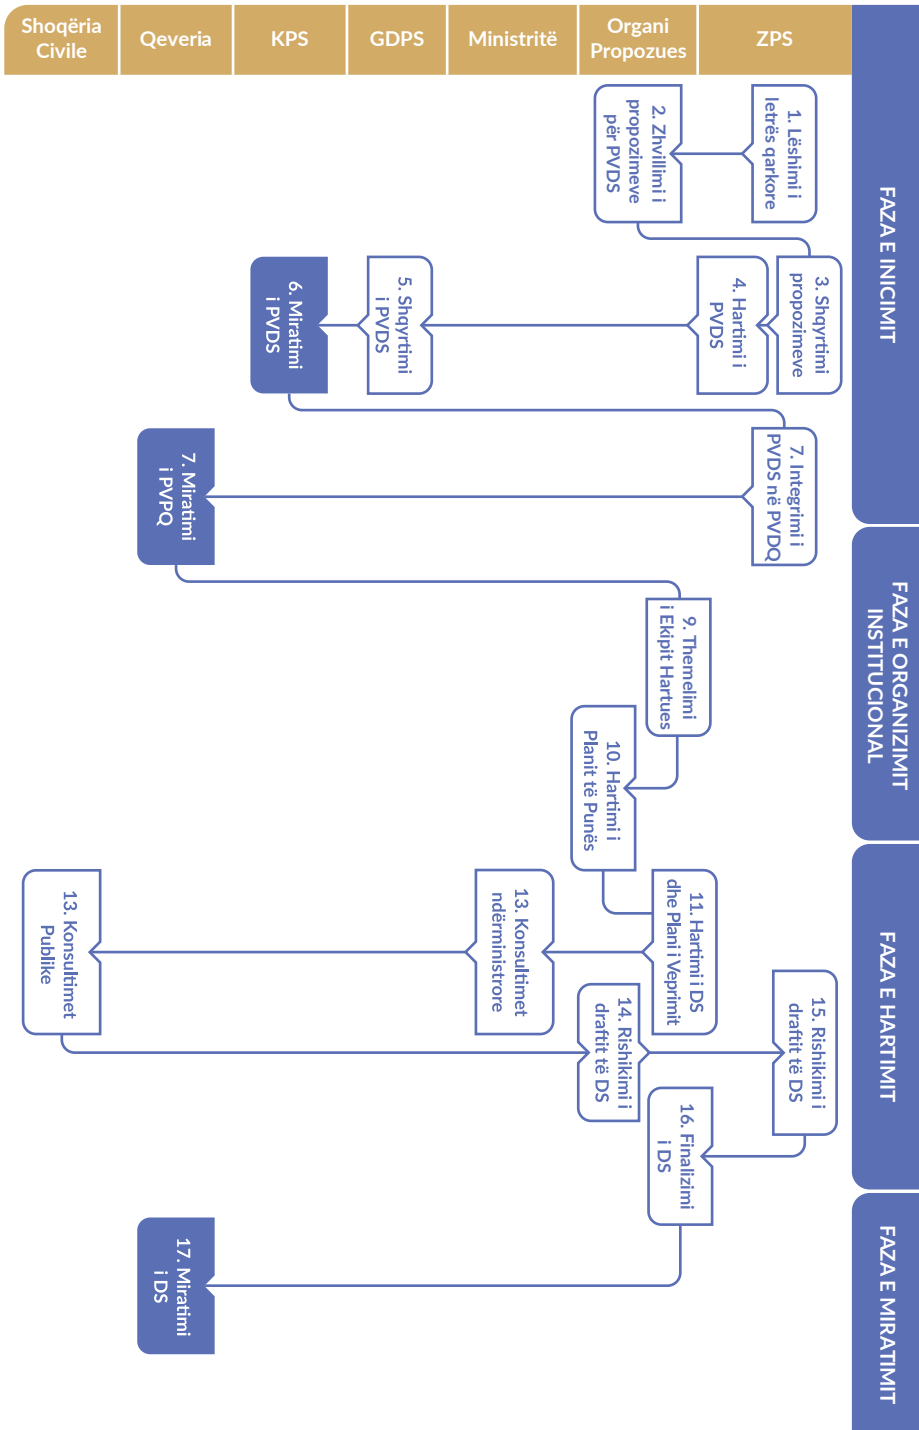 Shoqëria
Civile
Qeveria
KPS
GDPS
Ministritë
Organi
Propozues
ZPS
FAZA E INICIMIT
1. Lëshimi i
letrës qarkore
2. Zhvillimi i
propozimeve
për PVDS
3. Shqyrtimi
propozimeve
4. Hartimi i
PVDS
5. Shqyrtimi
i PVDS
6. Miratimi
i PVDS
7. Integrimi i
PVDS në PVDQ
7. Miratimi
i PVPQ
FAZA E ORGANIZIMIT
INSTITUCIONAL
9. Themelimi
i Ekipit Hartues
10. Hartimi i
Planit të Punës
FAZA E HARTIMIT
11. Hartimi i DS
dhe Plani i Veprimit
13. Konsultimet
ndërministrore
13. Konsultimet
Publike
14. Rishikimi i
draftit të DS
15. Rishikimi i
draftit të DS
16. Finalizimi
i DS
FAZA E MIRATIMIT
17. Miratimi
i DS